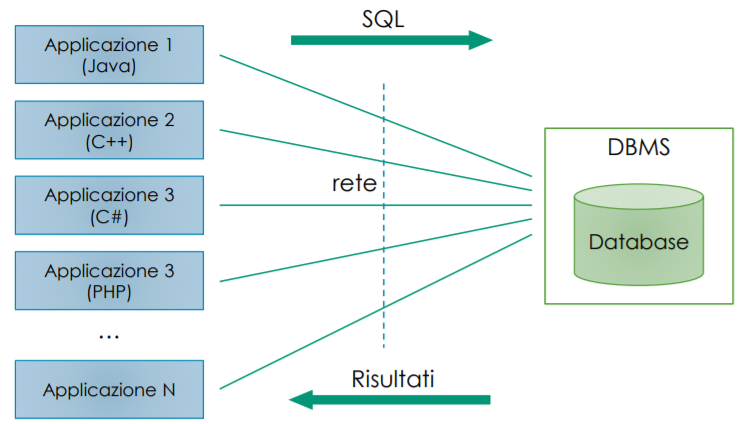 SQL
Applicazione 1
(Java)
Applicazione 2
(C++)
DBMS
rete
Applicazione 3
(C#)
Database
Applicazione 3
(PHP)
...
Risultati
Applicazione N